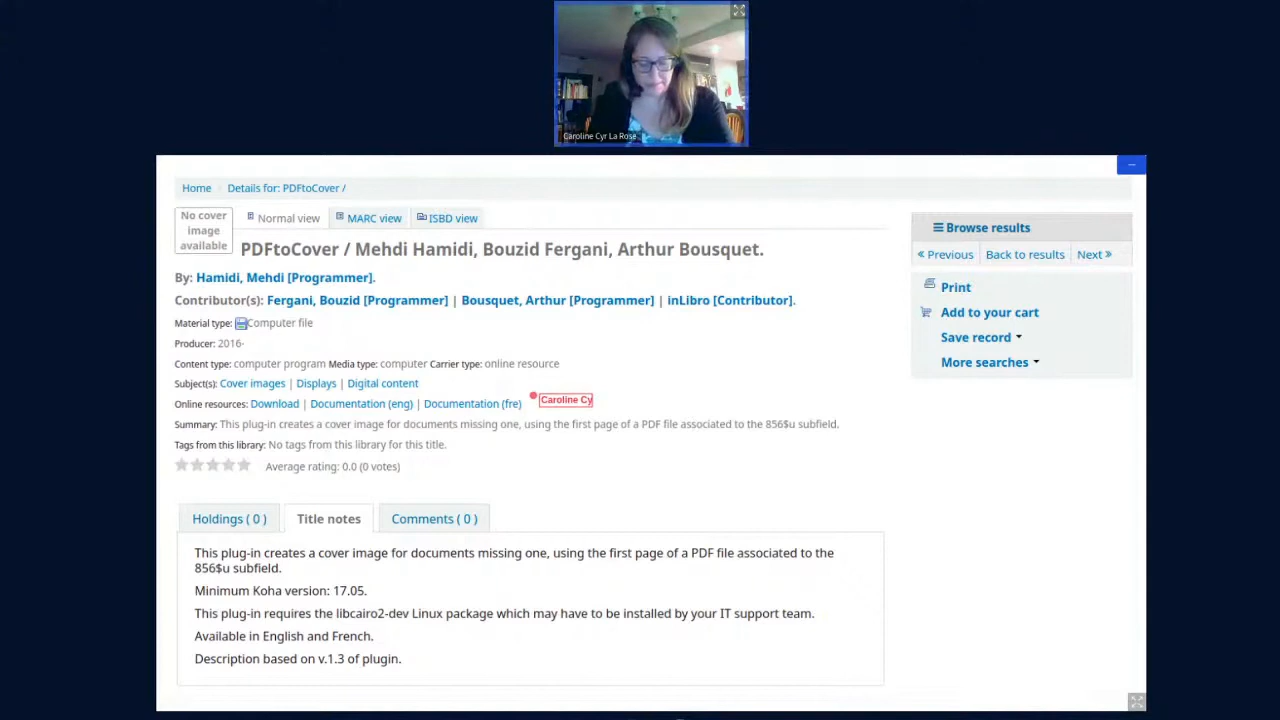 Caroline Cyr La Rose
Home Details for: PDFtoCover /
No cover image available
Normal view MARC view ISBD view
PDFtoCover / Mehdi Hamidi, Bouzid Fergani, Arthur Bousquet.
By: Hamidi, Mehdi [Programmer].
Contributor(s): Fergani, Bouzid [Programmer] | Bousquet, Arthur [Programmer] | inLibro [Contributor].
Material type: Computer file
Producer: 2016-
Content type: computer program Media type: computer Carrier type: online resource
Subject(s): Cover images | Displays | Digital content
Online resources: Download | Documentation (eng) | Documentation (fre)
Caroline Cy
Summary: This plug-in creates a cover image for documents missing one, using the first page of a PDF file associated to the 856$u subfield.
Tags from this library: No tags from this library for this title.
Average rating: 0.0 (0 votes)
Holdings ( 0 ) Title notes Comments ( 0 )
This plug-in creates a cover image for documents missing one, using the first page of a PDF file associated to the
856$u subfield.
Minimum Koha version: 17.05.
This plug-in requires the libcairo2-dev Linux package which may have to be installed by your IT support team.
Available in English and French.
Description based on v.1.3 of plugin.
Browse results
« Previous Back to results Next »
Print
Add to your cart
Save record
More searches